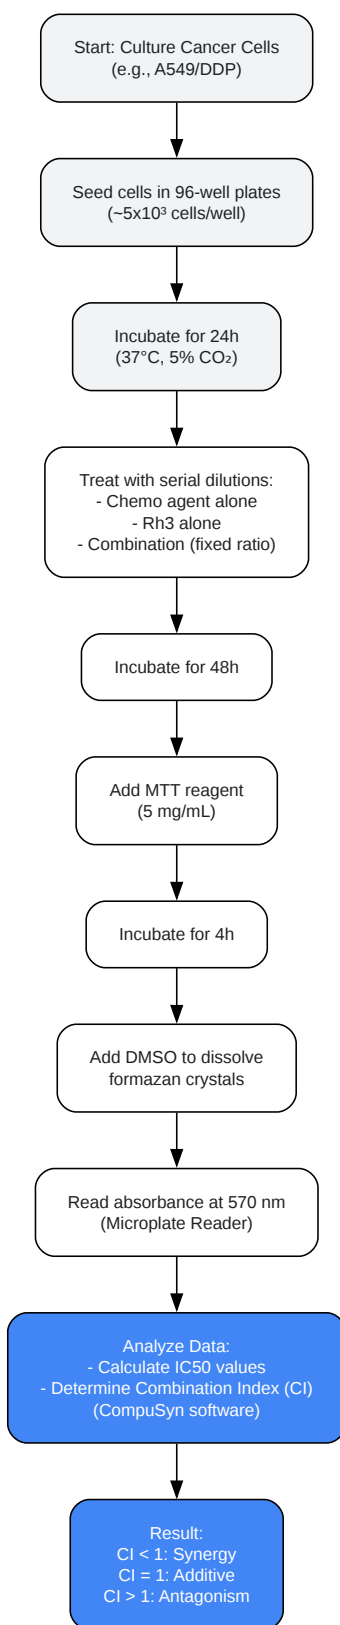 Start: Culture Cancer Cells
(e.g., A549/DDP)
Seed cells in 96-well plates
(~5x10³ cells/well)
Incubate for 24h
(37°C, 5% CO₂)
Treat with serial dilutions:
- Chemo agent alone
- Rh3 alone
- Combination (fixed ratio)
Incubate for 48h
Add MTT reagent
(5 mg/mL)
Incubate for 4h
Add DMSO to dissolve
formazan crystals
Read absorbance at 570 nm
(Microplate Reader)
Analyze Data:
- Calculate IC50 values
- Determine Combination Index (CI)
(CompuSyn software)
Result:
CI < 1: Synergy
CI = 1: Additive
CI > 1: Antagonism